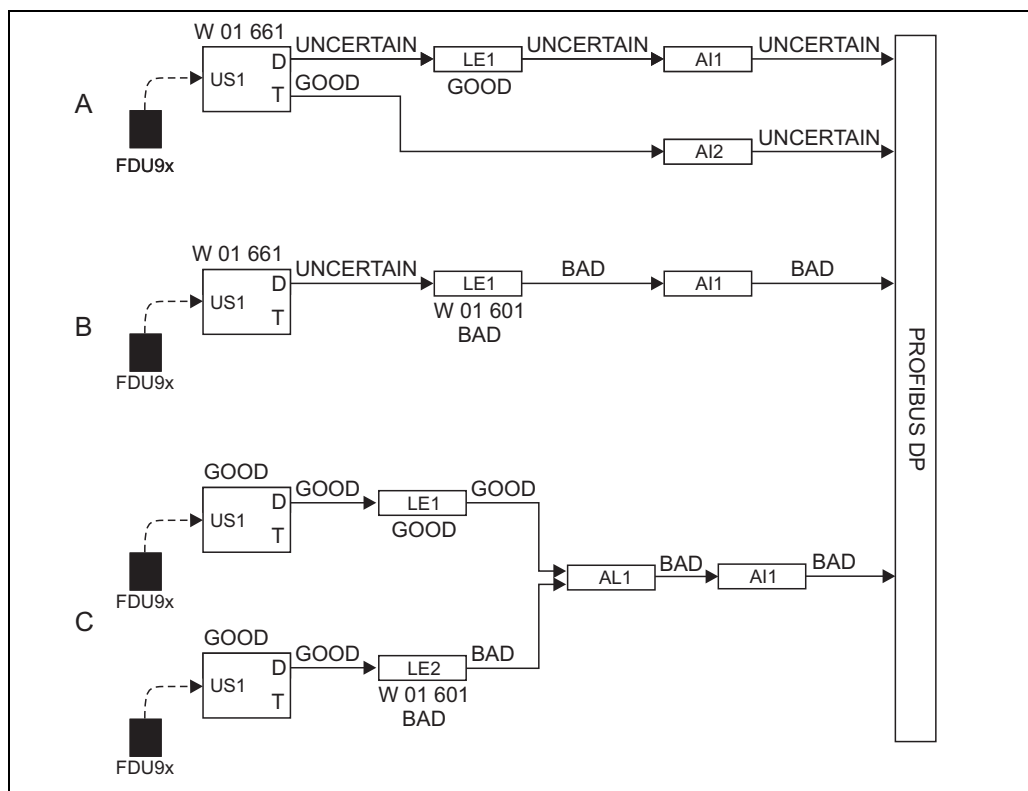 W 01 661
UNCERTAIN
UNCERTAIN
UNCERTAIN
US1
D
T
LE1
GOOD
AI1
GOOD
A
AI2
UNCERTAIN
FDU9x
W 01 661
UNCERTAIN
BAD
BAD
US1
D
T
LE1
W 01 601
BAD
AI1
B
FDU9x
PROFIBUS DP
GOOD
GOOD
GOOD
US1
D
T
LE1
GOOD
FDU9x
AL1
BAD
AI1
BAD
C
GOOD
GOOD
BAD
US1
D
T
LE2
W 01 601
BAD
FDU9x